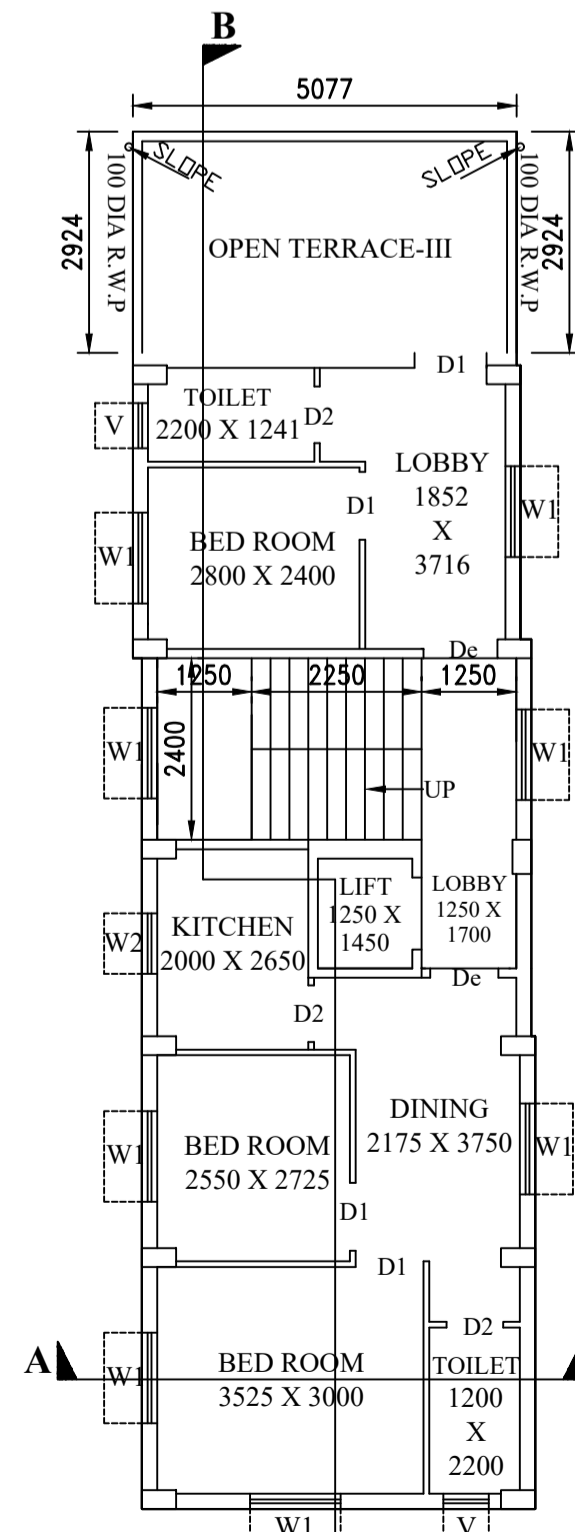 B
5077
SLOPE
SLOPE
100 DIA R.W.P
100 DIA R.W.P
2924
2924
OPEN TERRACE-III
D1
TOILET
2200 X 1241
D2
V
LOBBY
1852
X
3716
W1
D1
BED ROOM
2800 X 2400
W1
De
1250
2250
1250
2400
W1
W1
UP
LIFT
1250 X
1450
LOBBY
1250 X
1700
KITCHEN
2000 X 2650
W2
De
D2
DINING
2175 X 3750
W1
BED ROOM
2550 X 2725
W1
D1
D1
D2
A
BED ROOM
3525 X 3000
W1
TOILET
1200
X
2200
W1
V